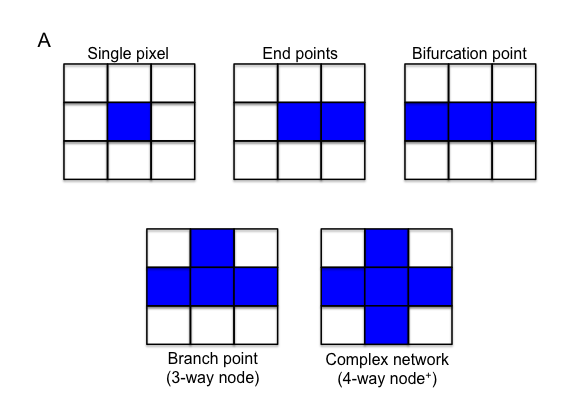 A
Single pixel
End points
Bifurcation point
Branch point
(3-way node)
Complex network
(4-way node⁺)